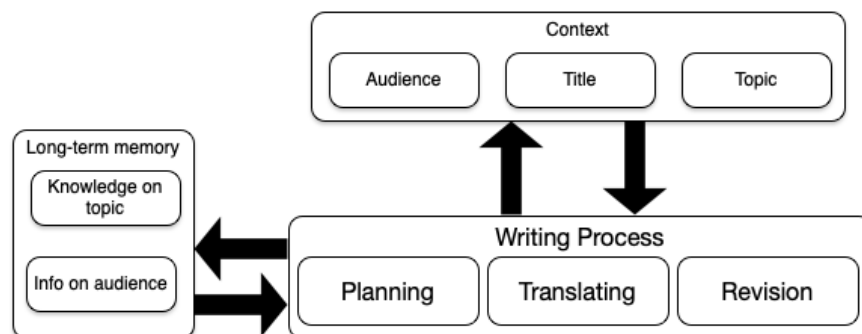 Context
Audience
Title
Topic
Long-term memory
Knowledge on
topic
Info on audience
Writing Process
Planning
Translating
Revision